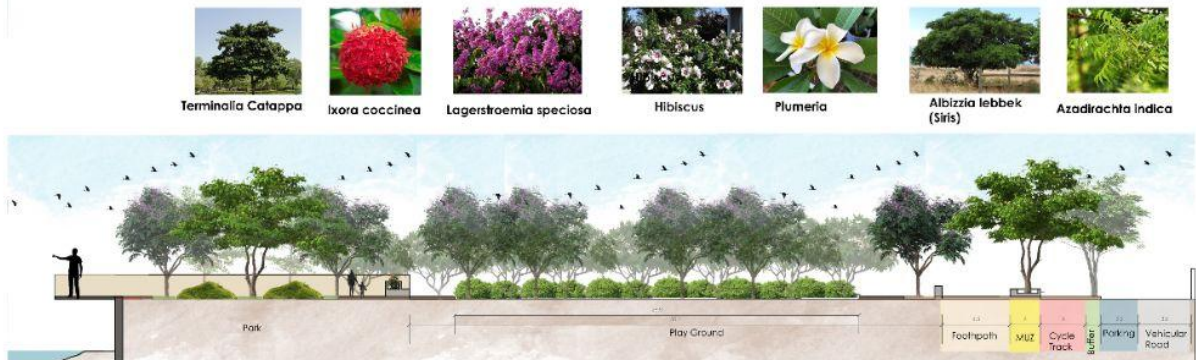 Terminalia Catappa
Ixora coccinea
Lagerstroemia speciosa
Hibiscus
Plumeria
Albizzia lebbek
(Siris)
Azadirachta indica
Park
Play Ground
Footpath
MUZ
Cycle
Track
Buffer
Parking
Vehicular
Road